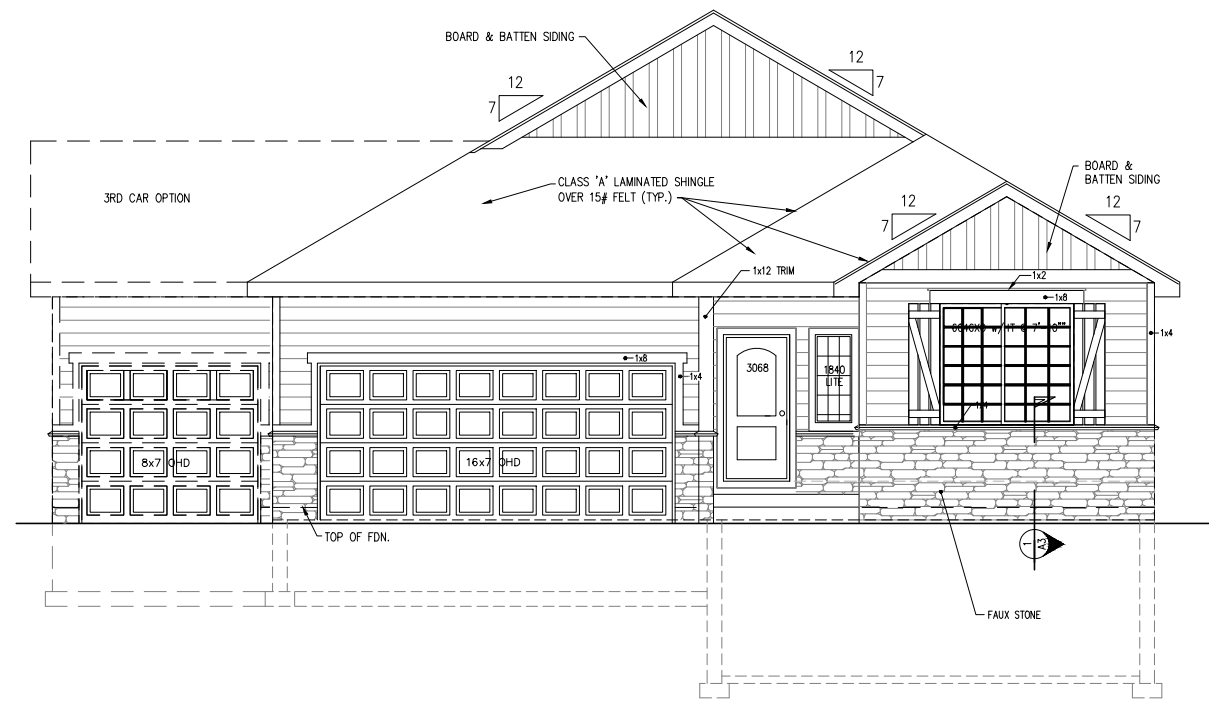 BOARD & BATTEN SIDING
12
7
12
7
3RD CAR OPTION
CLASS 'A' LAMINATED SHINGLE
OVER 15# FELT (TYP.)
BOARD &
BATTEN SIDING
12
7
12
7
1x12 TRIM
1x2
1x8
1x4
1x8
1x4
3068
1840
LITE
8x7 OHD
16x7 OHD
TOP OF FDN.
1
A3
FAUX STONE